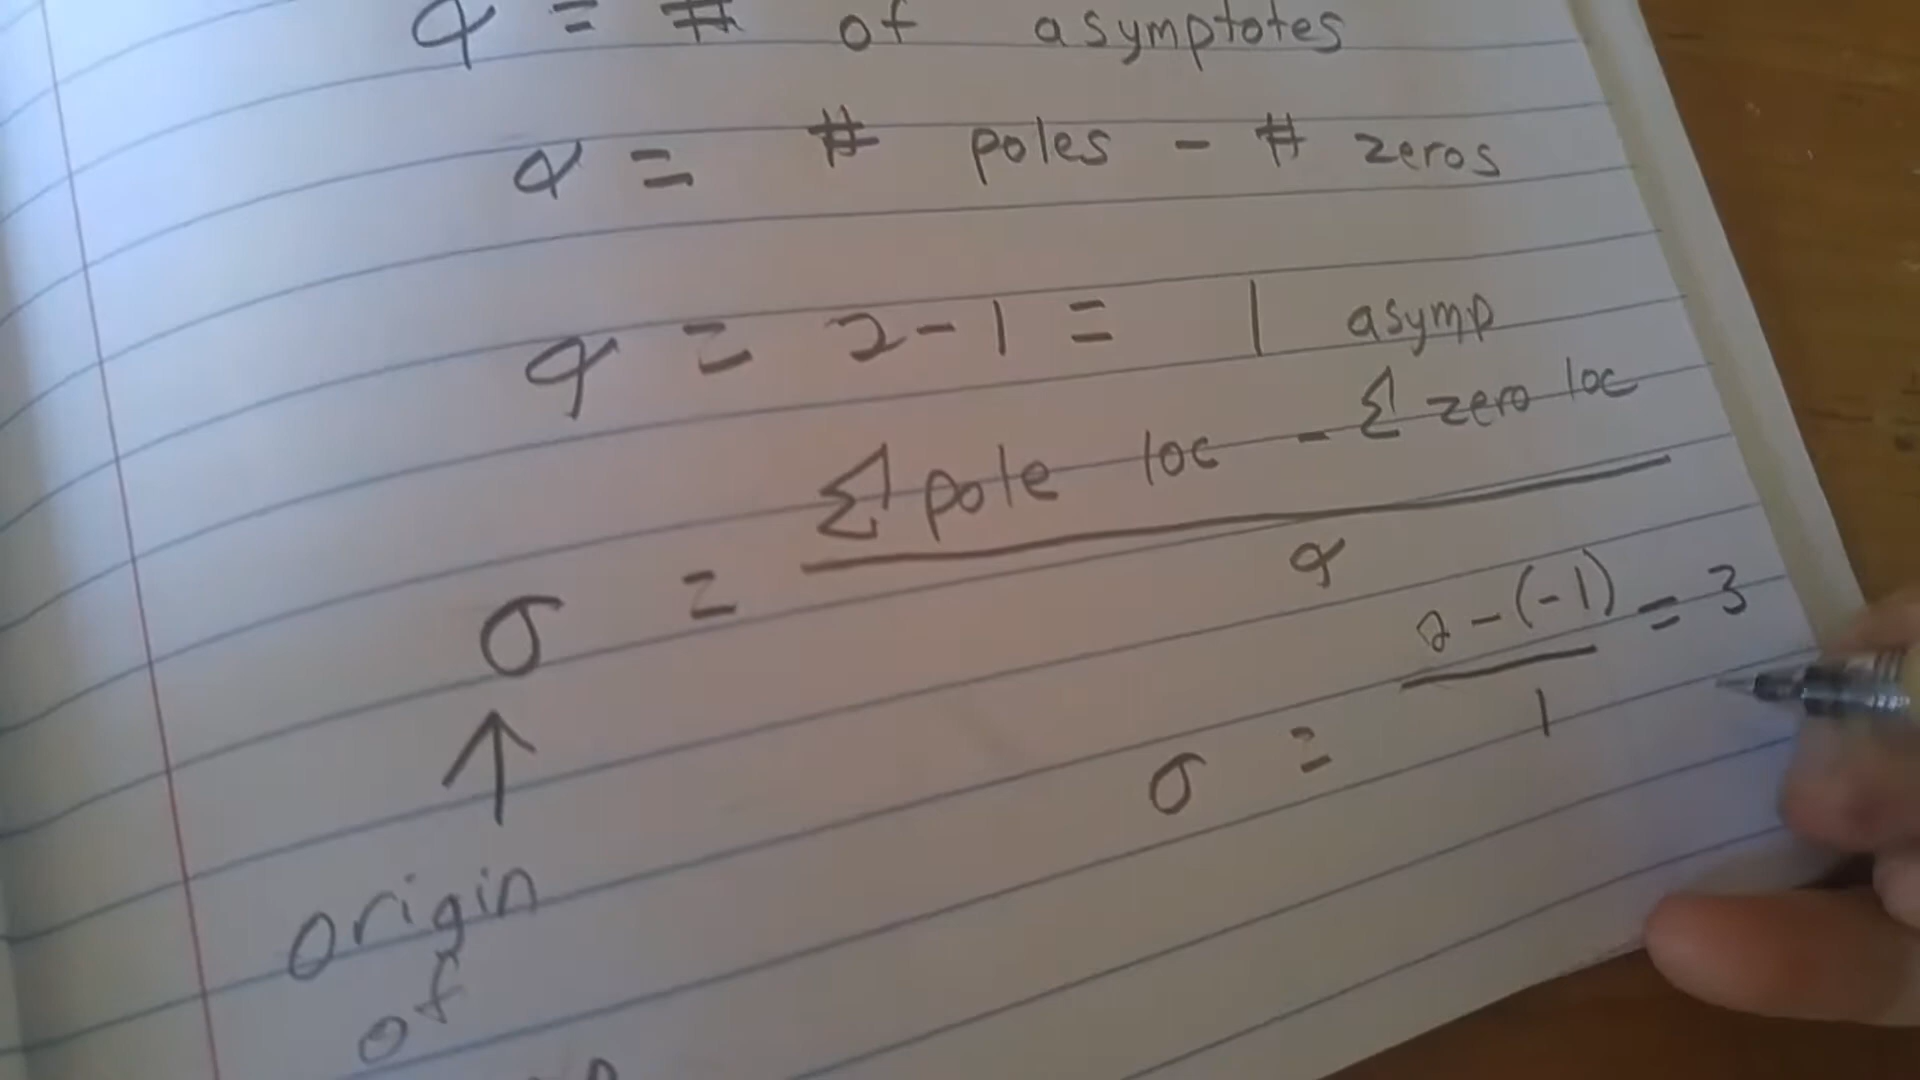 α = # of asymptotes
α = # poles - # zeros
α = 2 - 1 = 1 asymp
σ = Σ pole loc - Σ zero loc
α
σ = 2 - (-1) = 3
1
↑
origin
of